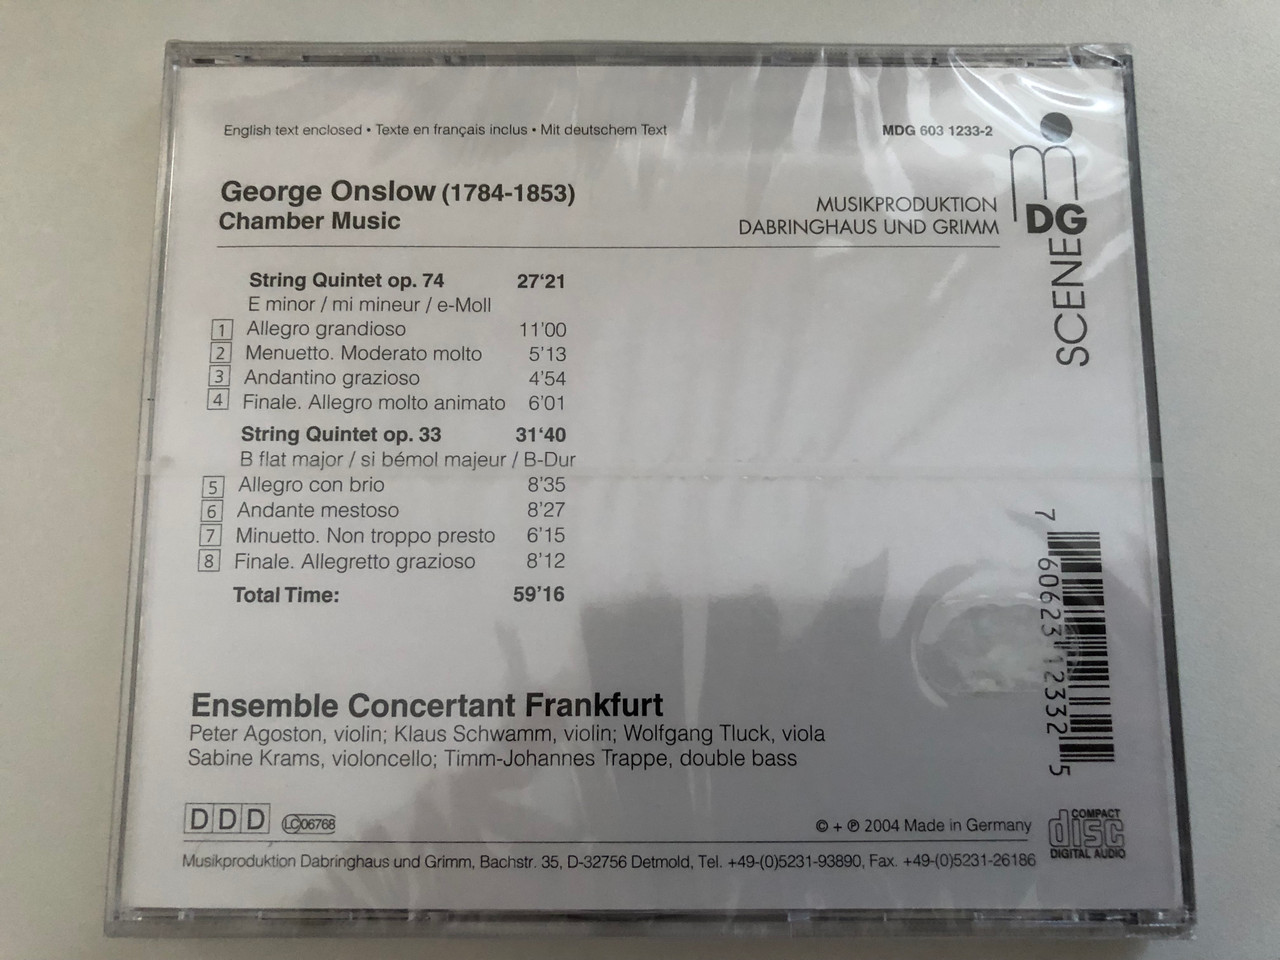 English text enclosed • Texte en français inclus • Mit deutschem Text
MDG 603 1233-2
George Onslow (1784-1853)
Chamber Music
MUSIKPRODUKTION
DABRINGHAUS UND GRIMM
DG
SCENE
String Quintet op. 74 27‘21
E minor / mi mineur / e-Moll
1 Allegro grandioso 11’00
2 Menuetto. Moderato molto 5’13
3 Andantino grazioso 4’54
4 Finale. Allegro molto animato 6’01
String Quintet op. 33 31‘40
B flat major / si bémol majeur / B-Dur
5 Allegro con brio 8’35
6 Andante mestoso 8’27
7 Minuetto. Non troppo presto 6’15
8 Finale. Allegretto grazioso 8’12
Total Time: 59’16
7 60623 12332 5
Ensemble Concertant Frankfurt
Peter Agoston, violin; Klaus Schwamm, violin; Wolfgang Tluck, viola
Sabine Krams, violoncello; Timm-Johannes Trappe, double bass
DDD LC06768
© + ℗ 2004 Made in Germany
COMPACT
disc
DIGITAL AUDIO
Musikproduktion Dabringhaus und Grimm, Bachstr. 35, D-32756 Detmold, Tel. +49-(0)5231-93890, Fax. +49-(0)5231-26186